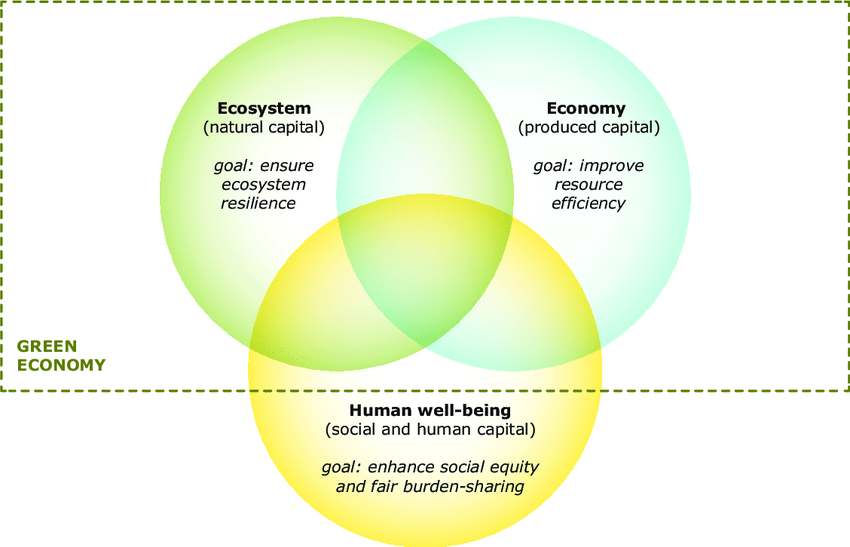 Ecosystem
(natural capital)
goal: ensure
ecosystem
resilience
Economy
(produced capital)
goal: improve
resource
efficiency
GREEN
ECONOMY
Human well-being
(social and human capital)
goal: enhance social equity
and fair burden-sharing